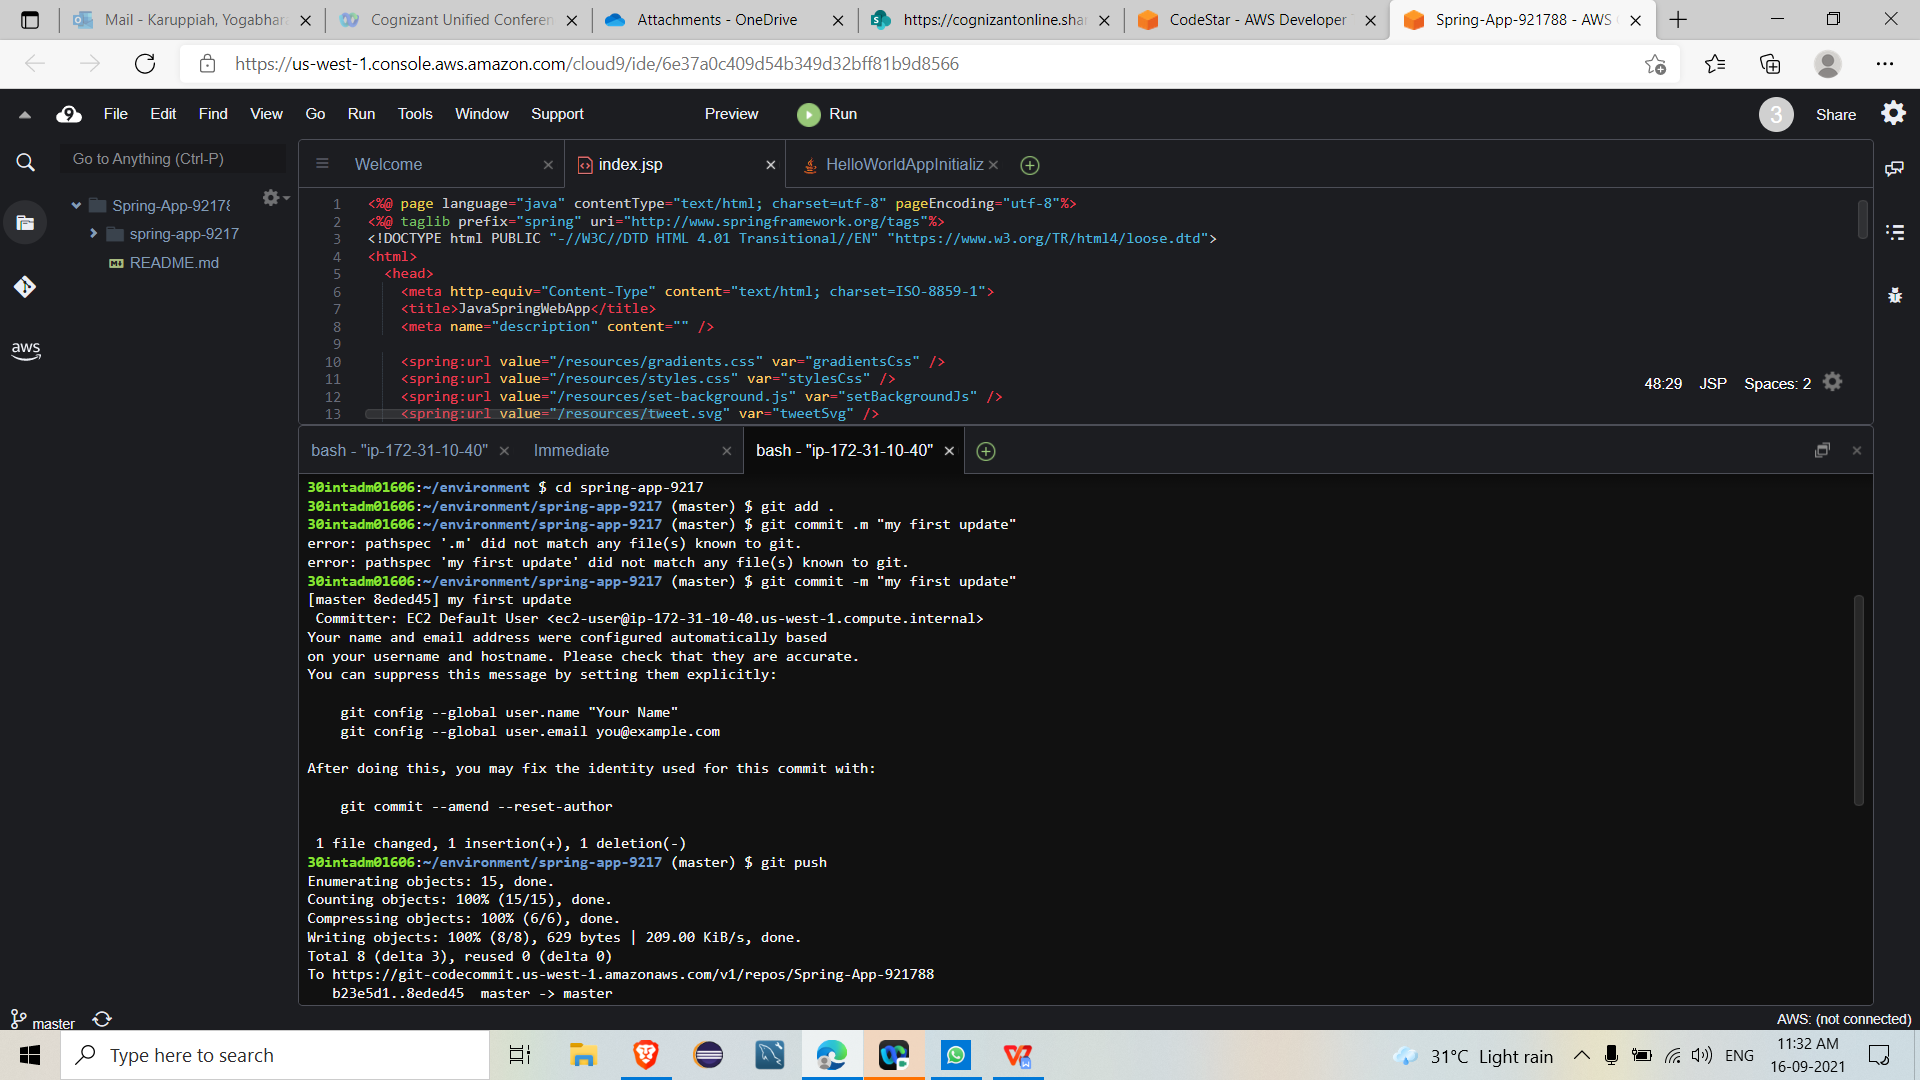 Mail - Karuppiah, Yogabhara
Cognizant Unified Conferen
Attachments - OneDrive
https://cognizantonline.shar
CodeStar - AWS Developer T
Spring-App-921788 - AWS C
https://us-west-1.console.aws.amazon.com/cloud9/ide/6e37a0c409d54b349d32bff81b9d8566
9 File Edit Find View Go Run Tools Window Support Preview Run 3 Share
Go to Anything (Ctrl-P)
Welcome
index.jsp
HelloWorldAppInitializ
Spring-App-92178
spring-app-9217
README.md
aws
1 <%@ page language="java" contentType="text/html; charset=utf-8" pageEncoding="utf-8"%>
2 <%@ taglib prefix="spring" uri="http://www.springframework.org/tags"%>
3 <!DOCTYPE html PUBLIC "-//W3C//DTD HTML 4.01 Transitional//EN" "https://www.w3.org/TR/html4/loose.dtd">
4 <html>
5 <head>
6 <meta http-equiv="Content-Type" content="text/html; charset=ISO-8859-1">
7 <title>JavaSpringWebApp</title>
8 <meta name="description" content="" />
9
10 <spring:url value="/resources/gradients.css" var="gradientsCss" />
11 <spring:url value="/resources/styles.css" var="stylesCss" />
12 <spring:url value="/resources/set-background.js" var="setBackgroundJs" />
13 <spring:url value="/resources/tweet.svg" var="tweetSvg" />
48:29 JSP Spaces: 2
bash - "ip-172-31-10-40"
Immediate
bash - "ip-172-31-10-40"
30intadm01606:~/environment $ cd spring-app-9217
30intadm01606:~/environment/spring-app-9217 (master) $ git add .
30intadm01606:~/environment/spring-app-9217 (master) $ git commit .m "my first update"
error: pathspec '.m' did not match any file(s) known to git.
error: pathspec 'my first update' did not match any file(s) known to git.
30intadm01606:~/environment/spring-app-9217 (master) $ git commit -m "my first update"
[master 8eded45] my first update
Committer: EC2 Default User <ec2-user@ip-172-31-10-40.us-west-1.compute.internal>
Your name and email address were configured automatically based
on your username and hostname. Please check that they are accurate.
You can suppress this message by setting them explicitly:
git config --global user.name "Your Name"
git config --global user.email you@example.com
After doing this, you may fix the identity used for this commit with:
git commit --amend --reset-author
1 file changed, 1 insertion(+), 1 deletion(-)
30intadm01606:~/environment/spring-app-9217 (master) $ git push
Enumerating objects: 15, done.
Counting objects: 100% (15/15), done.
Compressing objects: 100% (6/6), done.
Writing objects: 100% (8/8), 629 bytes | 209.00 KiB/s, done.
Total 8 (delta 3), reused 0 (delta 0)
To https://git-codecommit.us-west-1.amazonaws.com/v1/repos/Spring-App-921788
b23e5d1..8eded45 master -> master
master
AWS: (not connected)
Type here to search
31°C Light rain
ENG
11:32 AM
16-09-2021